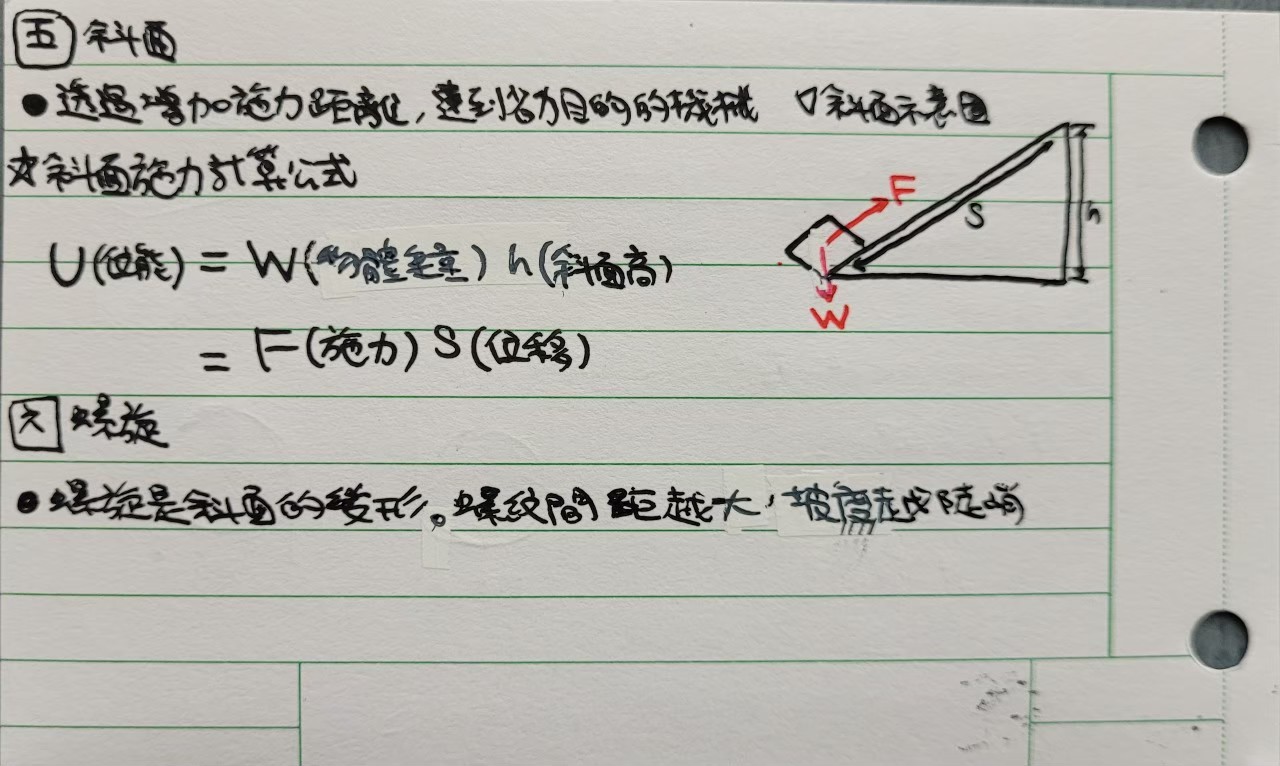 五 斜面
●透過增加施力距離,達到省力目的的機械 ▽斜面示意圖
☆斜面施力計算公式
F
S
h
U(位能) = W(物體重量) h(斜面高)
W
= F(施力) S(位移)
六 螺旋
●螺旋是斜面的變形。螺紋間距越大,坡度越陡峭